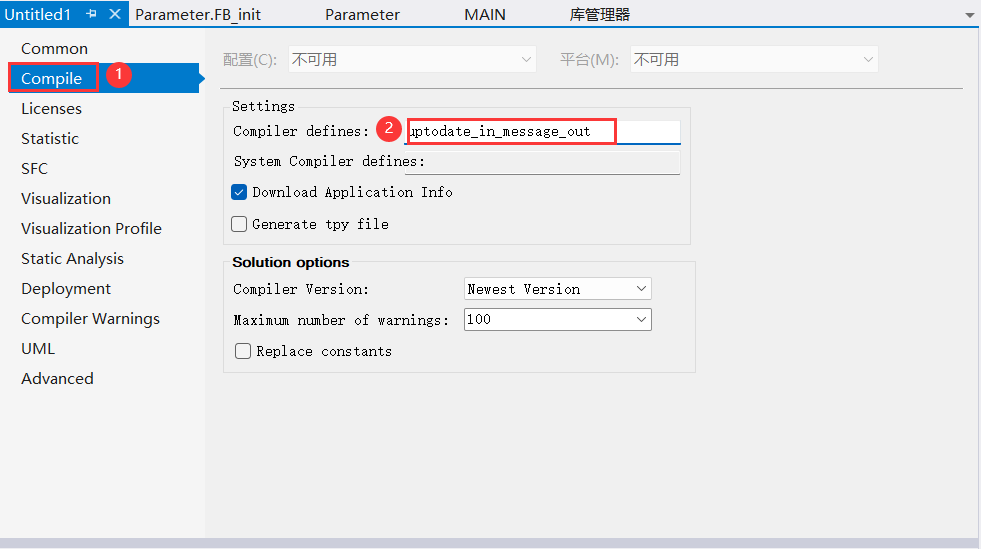 Untitled1 Parameter.FB_init Parameter MAIN 库管理器
Common
Compile 1
Licenses
Statistic
SFC
Visualization
Visualization Profile
Static Analysis
Deployment
Compiler Warnings
UML
Advanced
配置(C): 不可用 平台(M): 不可用
Settings
Compiler defines: 2 uptodate_in_message_out
System Compiler defines:
Download Application Info
Generate tpy file
Solution options
Compiler Version: Newest Version
Maximum number of warnings: 100
Replace constants